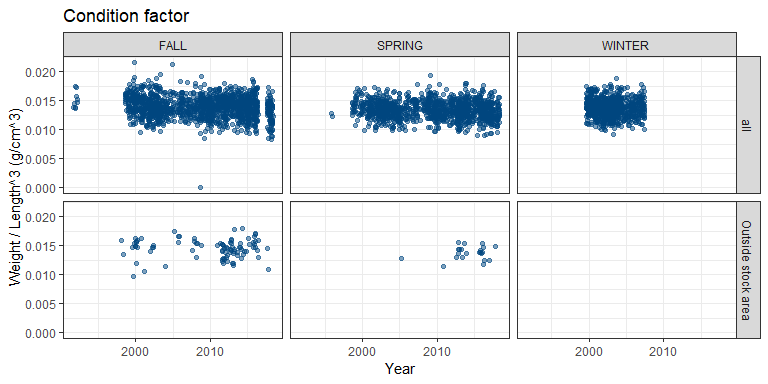 Condition factor
FALL
SPRING
WINTER
Weight / Length^3 (g/cm^3)
0.020
0.015
0.010
0.005
0.000
all
0.020
0.015
0.010
0.005
0.000
Outside stock area
2000 2010 2000 2010 2000 2010
Year